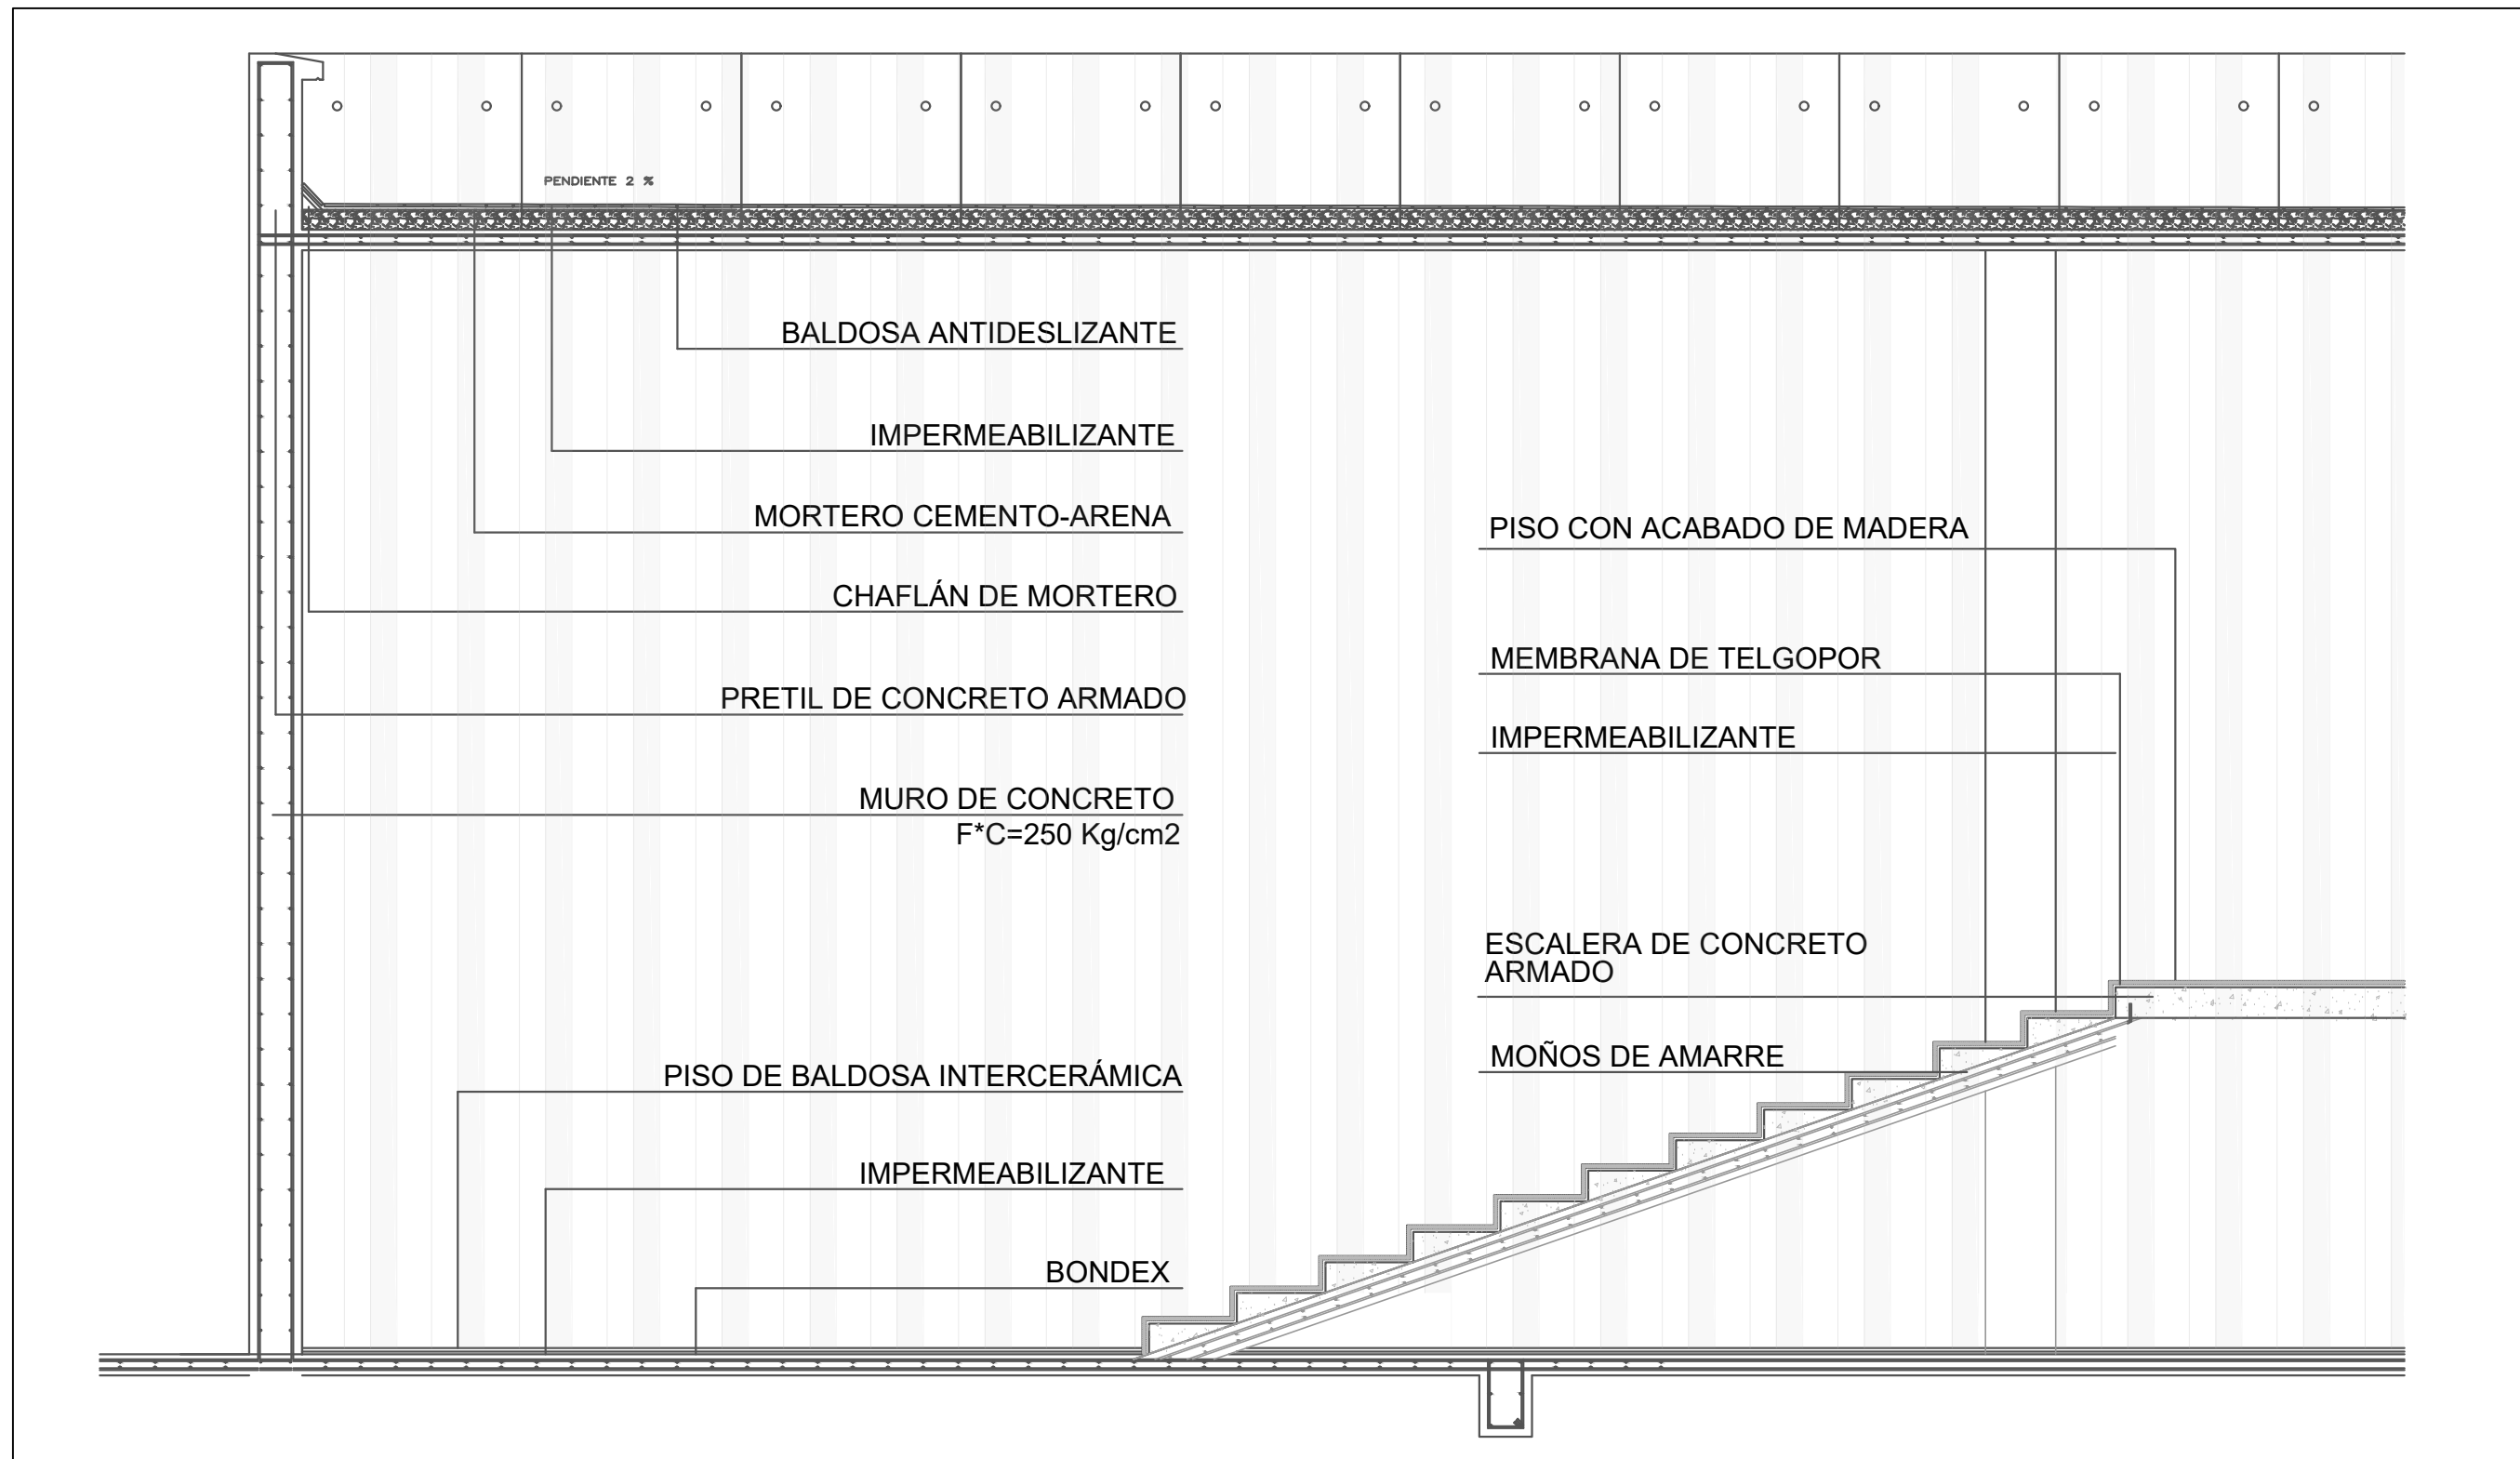 PENDIENTE 2 %
BALDOSA ANTIDESLIZANTE
IMPERMEABILIZANTE
MORTERO CEMENTO-ARENA
CHAFLÁN DE MORTERO
PRETIL DE CONCRETO ARMADO
MURO DE CONCRETO
F*C=250 Kg/cm2
PISO DE BALDOSA INTERCERÁMICA
IMPERMEABILIZANTE
BONDEX
PISO CON ACABADO DE MADERA
MEMBRANA DE TELGOPOR
IMPERMEABILIZANTE
ESCALERA DE CONCRETO
ARMADO
MOÑOS DE AMARRE